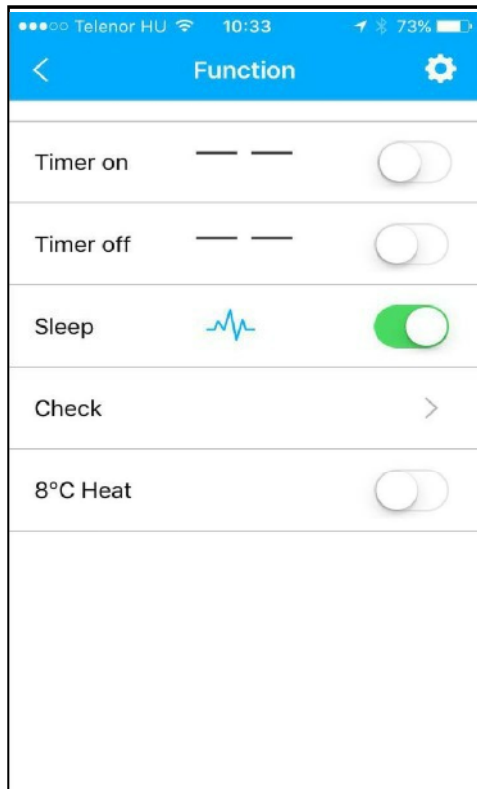 Telenor HU 10:33 73%
Function
Timer on
Timer off
Sleep
Check
8°C Heat